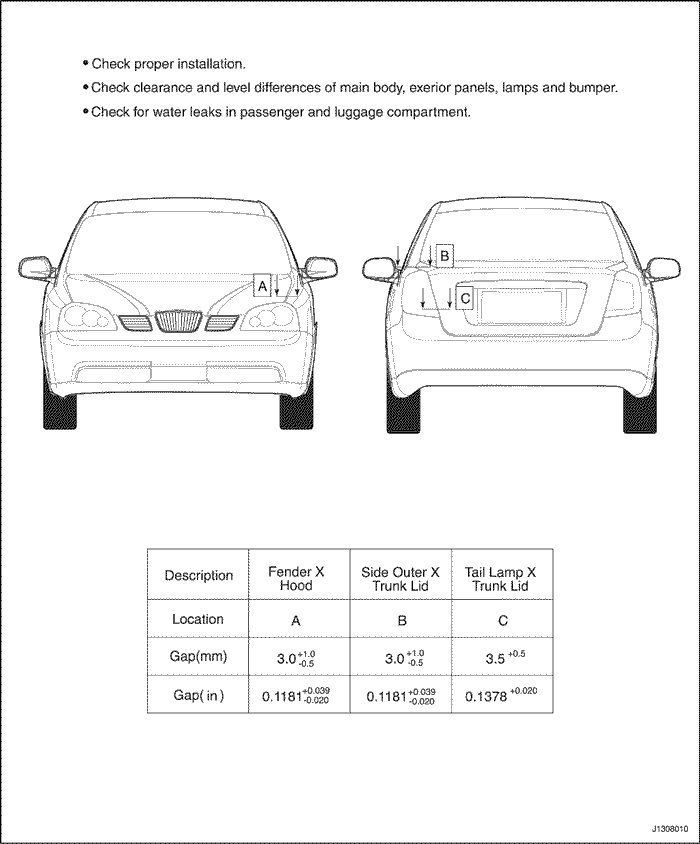 • Check proper installation.
• Check clearance and level differences of main body, exerior panels, lamps and bumper.
• Check for water leaks in passenger and luggage compartment.
A
B
C
Description Fender X Hood Side Outer X Trunk Lid Tail Lamp X Trunk Lid
Location A B C
Gap(mm) 3.0 +1.0 -0.5 3.0 +1.0 -0.5 3.5 +0.5
Gap( in ) 0.1181 +0.039 -0.020 0.1181 +0.039 -0.020 0.1378 +0.020
J1308010